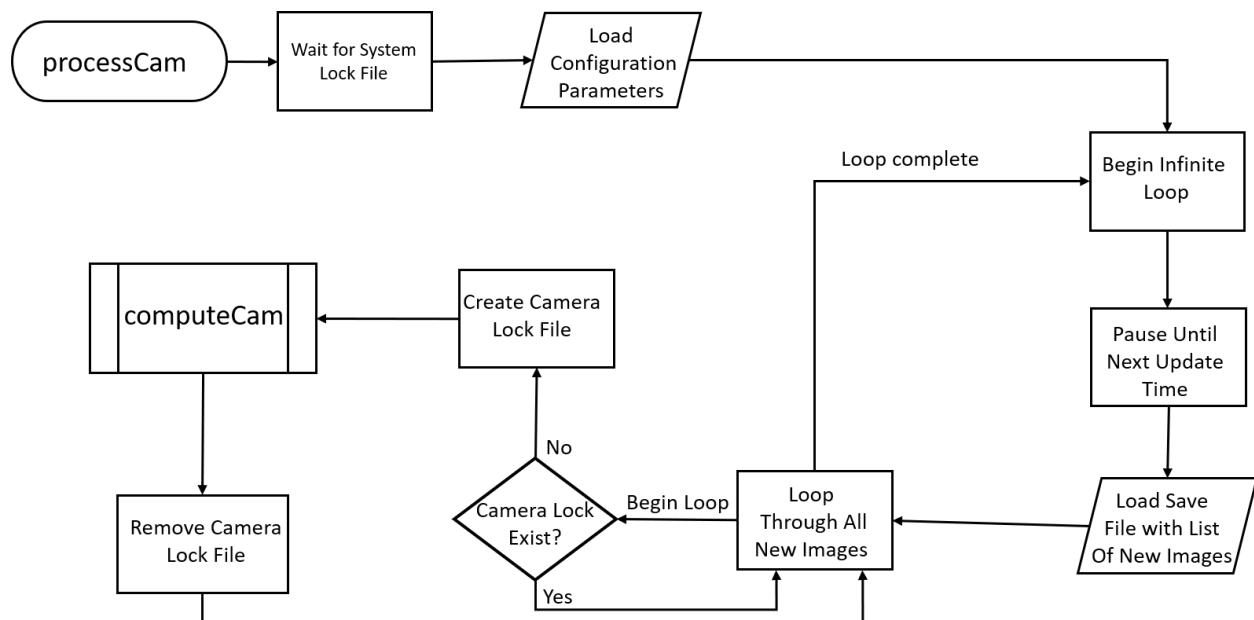 processCam
Wait for System
Lock File
Load
Configuration
Parameters
Loop complete
Begin Infinite
Loop
Pause Until
Next Update
Time
Load Save
File with List
Of New Images
Loop
Through All
New Images
Begin Loop
Camera Lock
Exist?
Yes
No
Create Camera
Lock File
computeCam
Remove Camera
Lock File